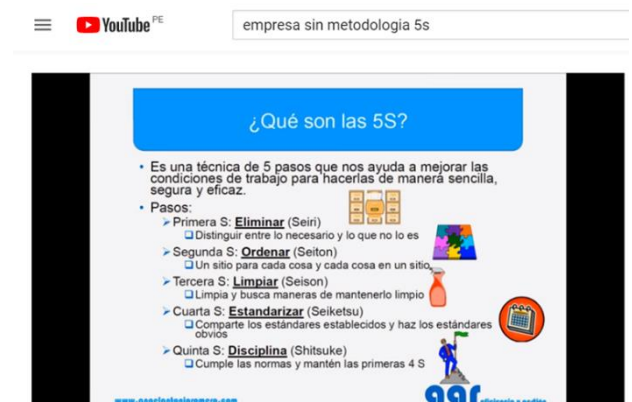 YouTube PE
empresa sin metodologia 5s
¿Qué son las 5S?
• Es una técnica de 5 pasos que nos ayuda a mejorar las
condiciones de trabajo para hacerlas de manera sencilla,
segura y eficaz.
• Pasos:
➢ Primera S: Eliminar (Seiri)
❑ Distinguir entre lo necesario y lo que no lo es
➢ Segunda S: Ordenar (Seiton)
❑ Un sitio para cada cosa y cada cosa en un sitio
➢ Tercera S: Limpiar (Seison)
❑ Limpia y busca maneras de mantenerlo limpio
➢ Cuarta S: Estandarizar (Seiketsu)
❑ Comparte los estándares establecidos y haz los estándares
obvios
➢ Quinta S: Disciplina (Shitsuke)
❑ Cumple las normas y mantén las primeras 4 S